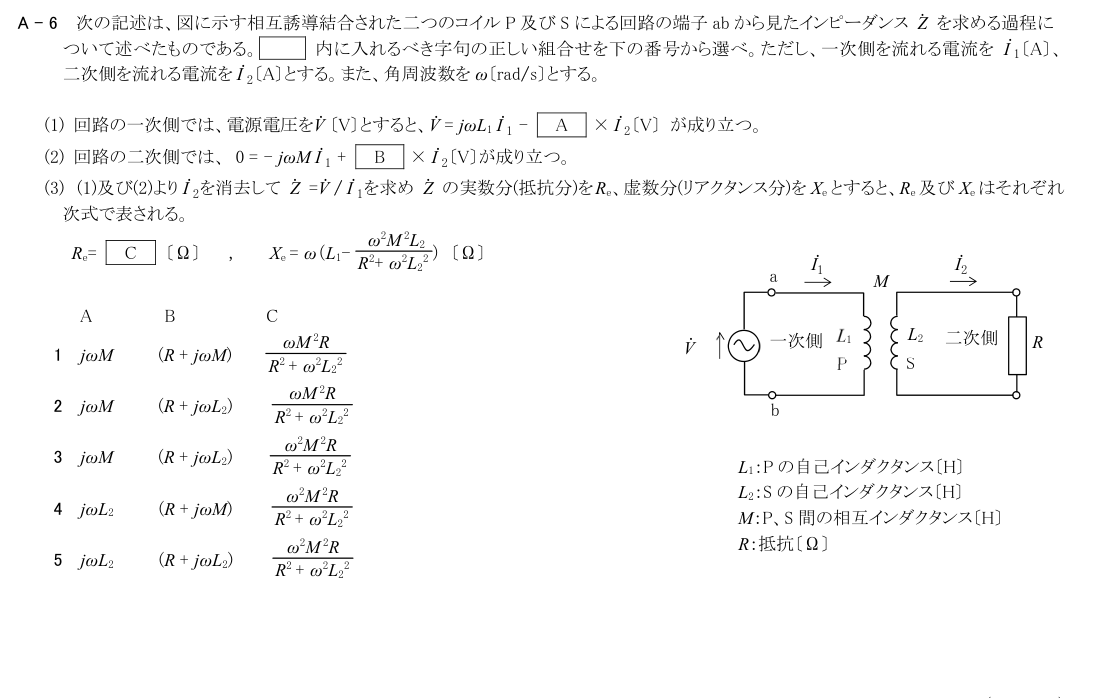 A－6 次の記述は、図に示す相互誘導結合された二つのコイル P 及び S による回路の端子 ab から見たインピーダンス Ż を求める過程に
ついて述べたものである。□ 内に入れるべき字句の正しい組合せを下の番号から選べ。ただし、一次側を流れる電流を İ₁〔A〕、
二次側を流れる電流をİ₂〔A〕とする。また、角周波数をω〔rad/s〕とする。
(1) 回路の一次側では、電源電圧をV̇〔V〕とすると、V̇ = jωL₁İ₁ − A × İ₂〔V〕 が成り立つ。
(2) 回路の二次側では、 0 = − jωMİ₁ + B × İ₂〔V〕が成り立つ。
(3) (1)及び(2)よりİ₂を消去して Ż = V̇ / İ₁を求め Ż の実数分(抵抗分)をRₑ、虚数分(リアクタンス分)をXₑとすると、Rₑ及びXₑはそれぞれ
次式で表される。
Rₑ= C 〔Ω〕 , Xₑ = ω (L₁− ω²M²L₂ / (R²+ ω²L₂²)) 〔Ω〕
A B C
1 jωM (R + jωM) ωM²R / (R² + ω²L₂²)
2 jωM (R + jωL₂) ωM²R / (R² + ω²L₂²)
3 jωM (R + jωL₂) ω²M²R / (R² + ω²L₂²)
4 jωL₂ (R + jωM) ω²M²R / (R² + ω²L₂²)
5 jωL₂ (R + jωL₂) ω²M²R / (R² + ω²L₂²)
İ₁ İ₂
a M
V̇ 一次側 L₁ L₂ 二次側 R
P S
b
L₁:P の自己インダクタンス〔H〕
L₂:S の自己インダクタンス〔H〕
M:P、S 間の相互インダクタンス〔H〕
R:抵抗〔Ω〕